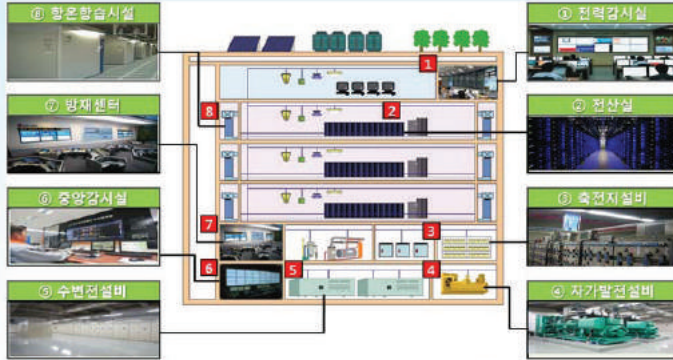 ⑧ 항온항습시설
① 전력감시실
1
8
2
⑦ 방재센터
② 전산실
⑥ 중앙감시실
③ 축전지설비
7
3
6
5
4
⑤ 수변전설비
④ 자가발전설비